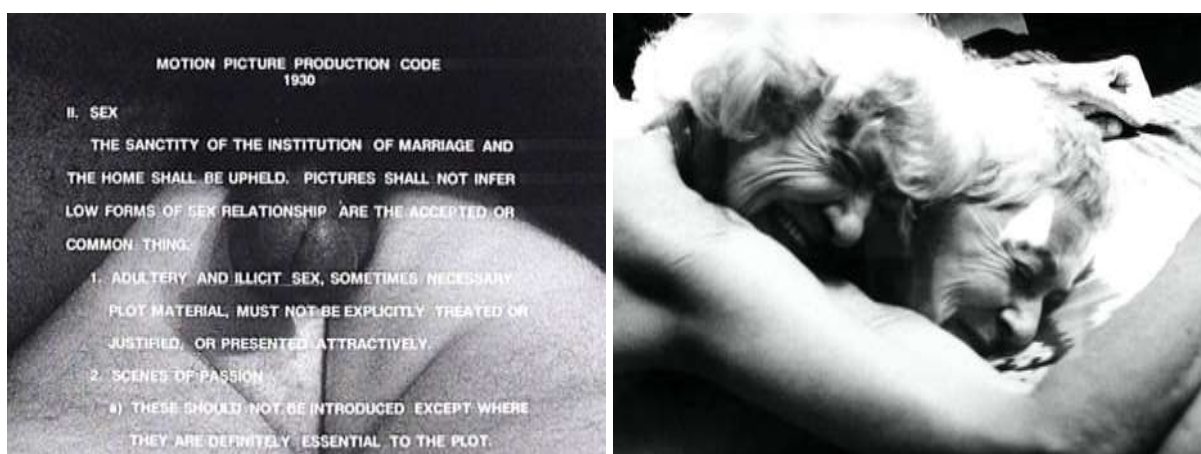 MOTION PICTURE PRODUCTION CODE
1930
II. SEX
THE SANCTITY OF THE INSTITUTION OF MARRIAGE AND
THE HOME SHALL BE UPHELD. PICTURES SHALL NOT INFER
LOW FORMS OF SEX RELATIONSHIP ARE THE ACCEPTED OR
COMMON THING.
1. ADULTERY AND ILLICIT SEX, SOMETIMES NECESSARY
PLOT MATERIAL, MUST NOT BE EXPLICITLY TREATED OR
JUSTIFIED, OR PRESENTED ATTRACTIVELY.
2. SCENES OF PASSION
a) THESE SHOULD NOT BE INTRODUCED EXCEPT WHERE
THEY ARE DEFINITELY ESSENTIAL TO THE PLOT.